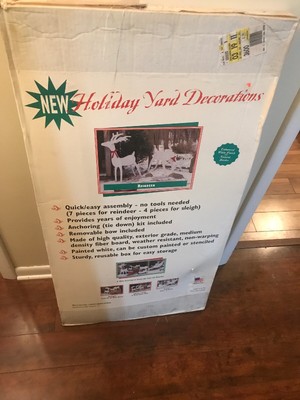 NEW
Holiday Yard Decorations
Reindeer
Quick/easy assembly - no tools needed
(7 pieces for reindeer - 4 pieces for sleigh)
Provides years of enjoyment
Anchoring (tie down) kit included
Removable bow included
Made of high quality, exterior grade, medium
density fiber board, weather resistant, non-warping
Painted white, can be custom painted or stenciled
Sturdy, reusable box for easy storage